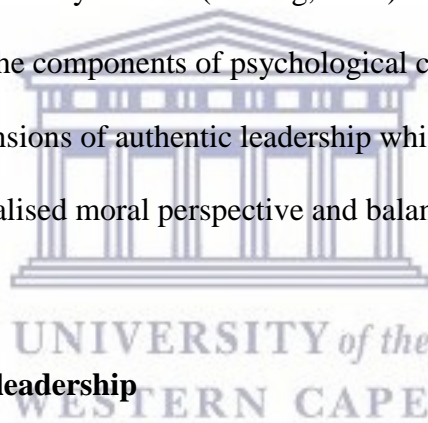 he components of psychological c
nsions of authentic leadership whi
alised moral perspective and balan
UNIVERSITY of the
leadership
WESTERN CAPE